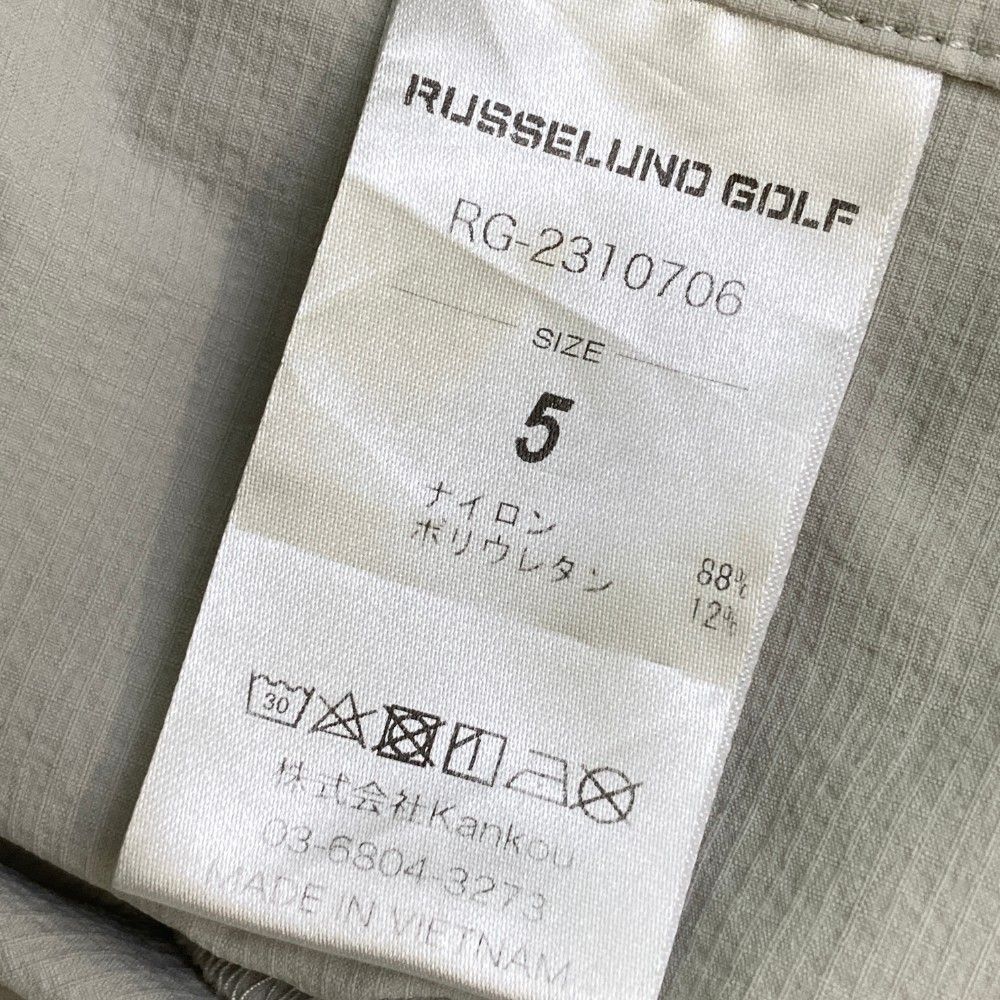 RUSSELUNO GOLF
RG-2310706
SIZE
5
ナイロン 88%
ポリウレタン 12%
30
株式会社Kankou
03-6804-3273
MADE IN VIETNAM